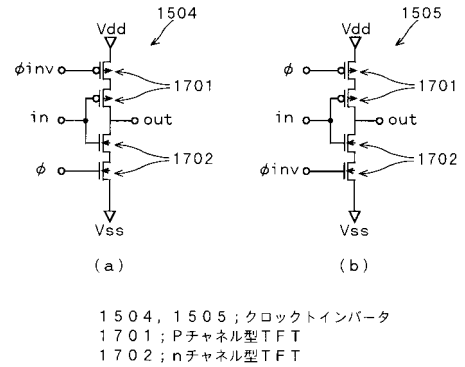 1504
Vdd
φinv
1701
in
out
1702
φ
Vss
(a)
1505
Vdd
φ
1701
in
out
1702
φinv
Vss
(b)
1504, 1505;クロックトインバータ
1701;Pチャネル型TFT
1702;nチャネル型TFT